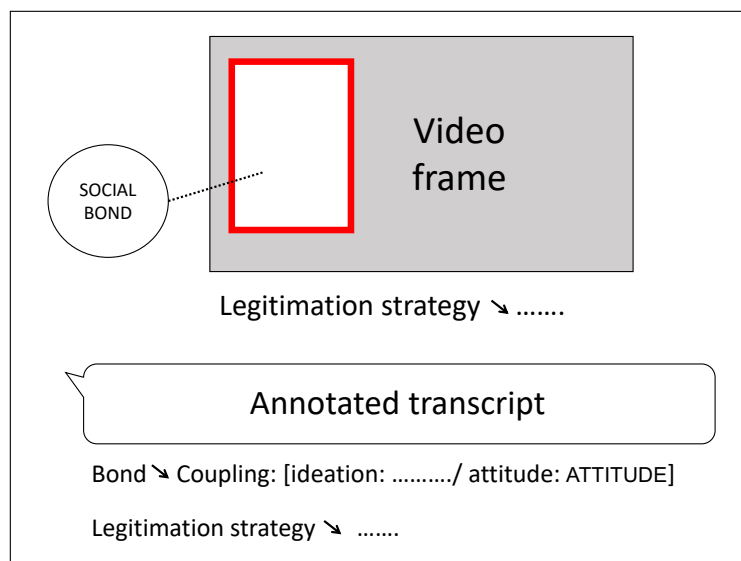 Video
frame
SOCIAL
BOND
Legitimation strategy ↘ …….
Annotated transcript
Bond ↘ Coupling: [ideation: ………./ attitude: ATTITUDE]
Legitimation strategy ↘ …….